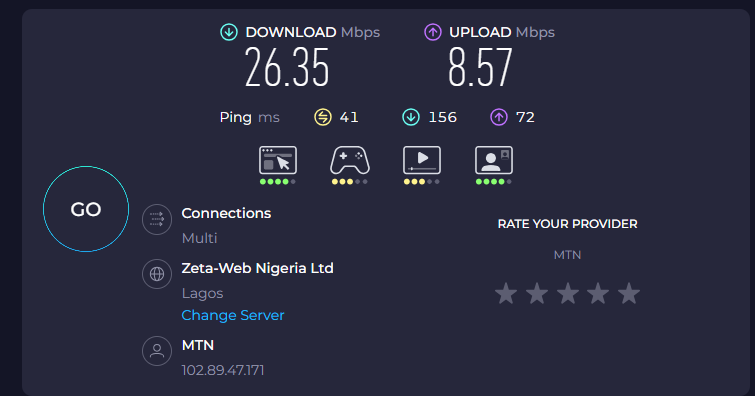 DOWNLOAD Mbps
UPLOAD Mbps
26.35
8.57
Ping ms 41 156 72
GO
Connections
Multi
Zeta-Web Nigeria Ltd
Lagos
Change Server
MTN
102.89.47.171
RATE YOUR PROVIDER
MTN